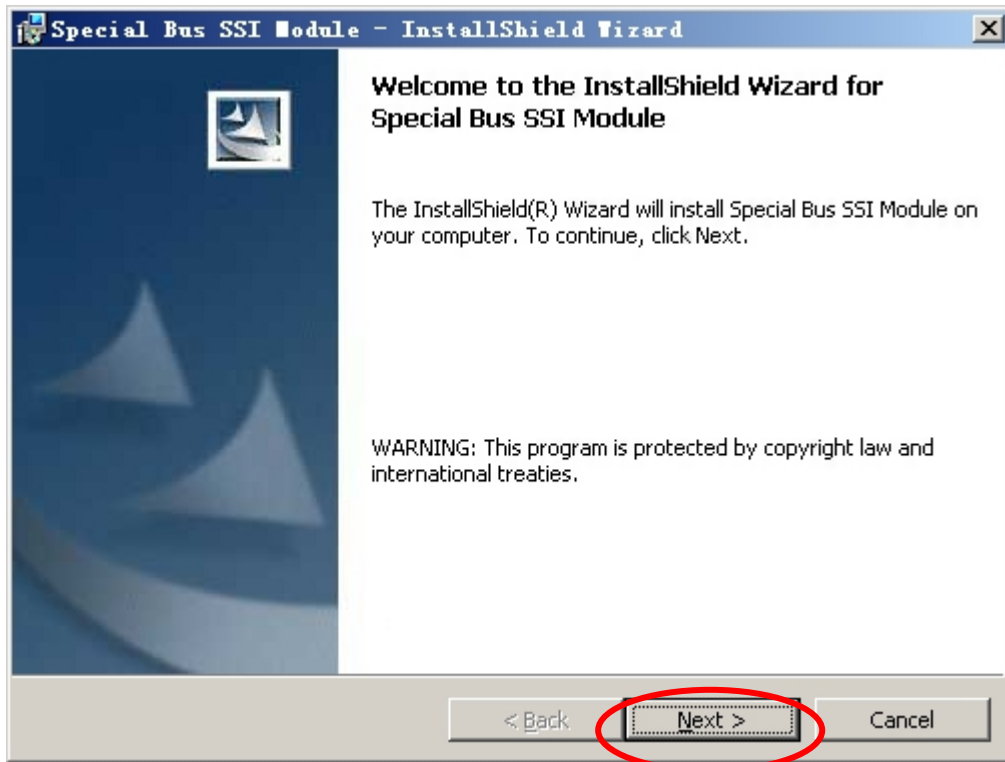 Special Bus SSI Module - InstallShield Wizard
Welcome to the InstallShield Wizard for
Special Bus SSI Module
The InstallShield(R) Wizard will install Special Bus SSI Module on
your computer. To continue, click Next.
WARNING: This program is protected by copyright law and
international treaties.
< Back
Next >
Cancel